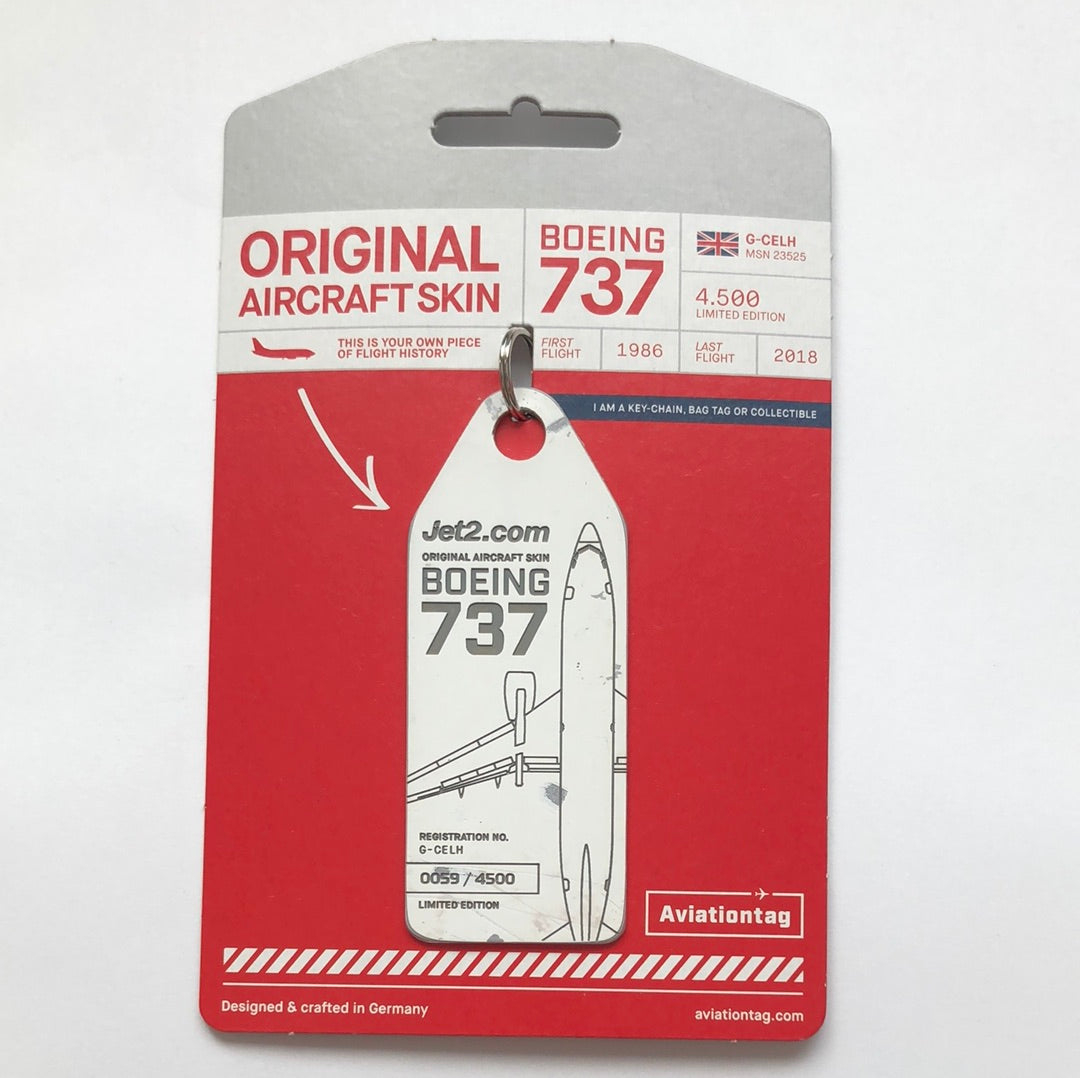 ORIGINAL
AIRCRAFT SKIN
BOEING
737
G-CELH
MSN 23525
4.500
LIMITED EDITION
THIS IS YOUR OWN PIECE
OF FLIGHT HISTORY
FIRST
FLIGHT
1986
LAST
FLIGHT
2018
I AM A KEY-CHAIN, BAG TAG OR COLLECTIBLE
Jet2.com
ORIGINAL AIRCRAFT SKIN
BOEING
737
REGISTRATION NO.
G-CELH
0059 / 4500
LIMITED EDITION
Aviationtag
Designed & crafted in Germany
aviationtag.com